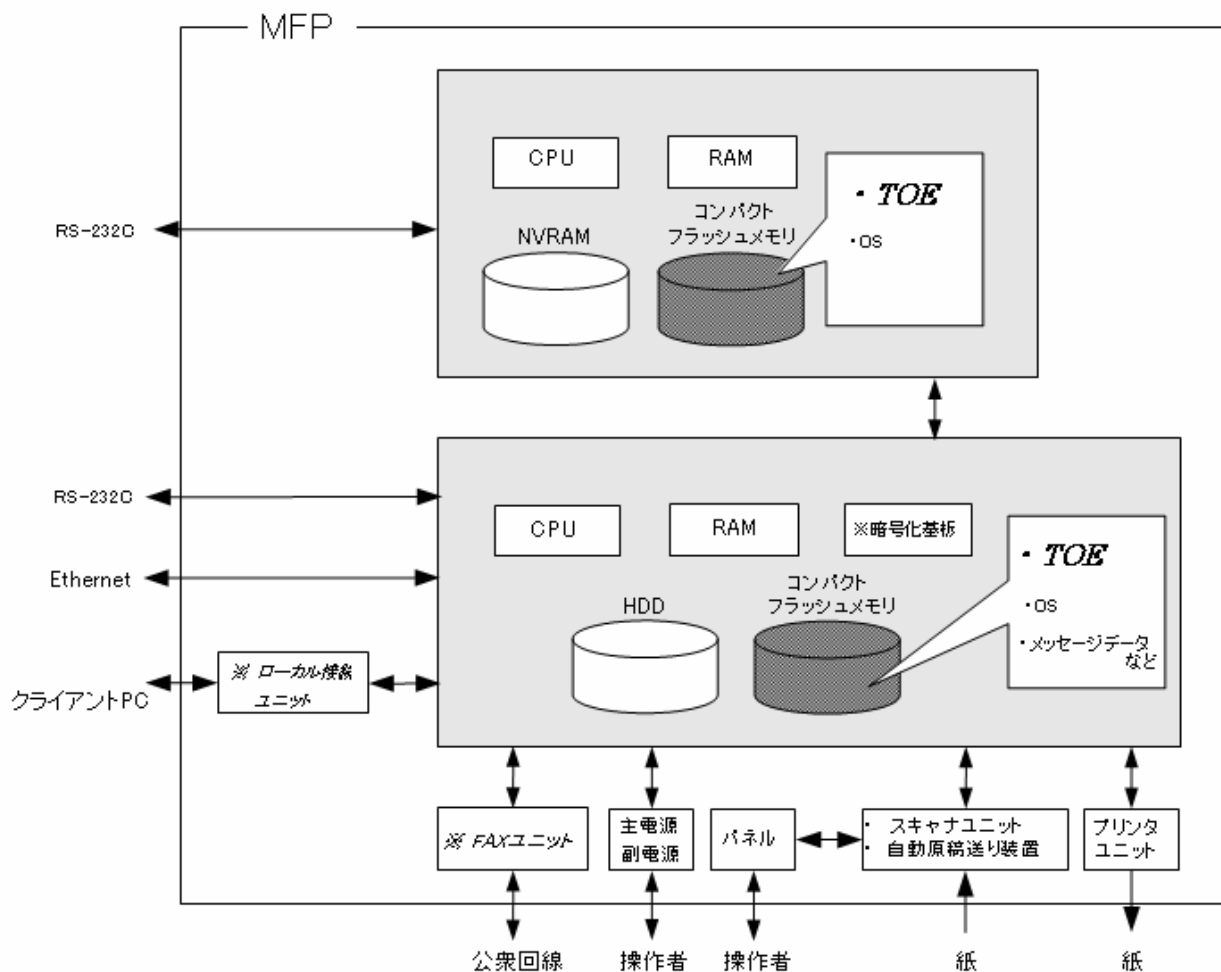 MFP
CPU
RAM
・TOE
・OS
コンパクト
フラッシュメモリ
NVRAM
RS-232C
RS-232C
CPU
RAM
※暗号化基板
・TOE
・OS
・メッセージデータ
など
Ethernet
コンパクト
フラッシュメモリ
HDD
※ ローカル接続
ユニット
クライアントPC
※ FAXユニット
主電源
副電源
パネル
・ スキャナユニット
・ 自動原稿送り装置
プリンタ
ユニット
公衆回線
操作者
操作者
紙
紙